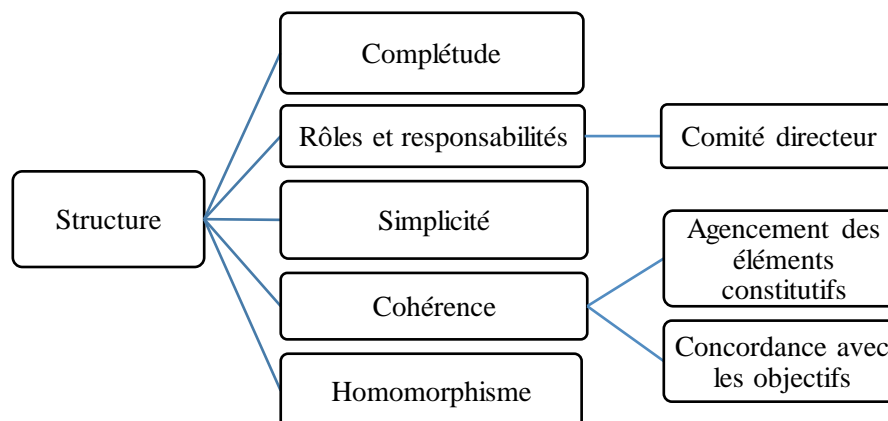 Complétude
Rôles et responsabilités
Comité directeur
Structure
Simplicité
Agencement des
éléments
constitutifs
Cohérence
Concordance avec
les objectifs
Homomorphisme